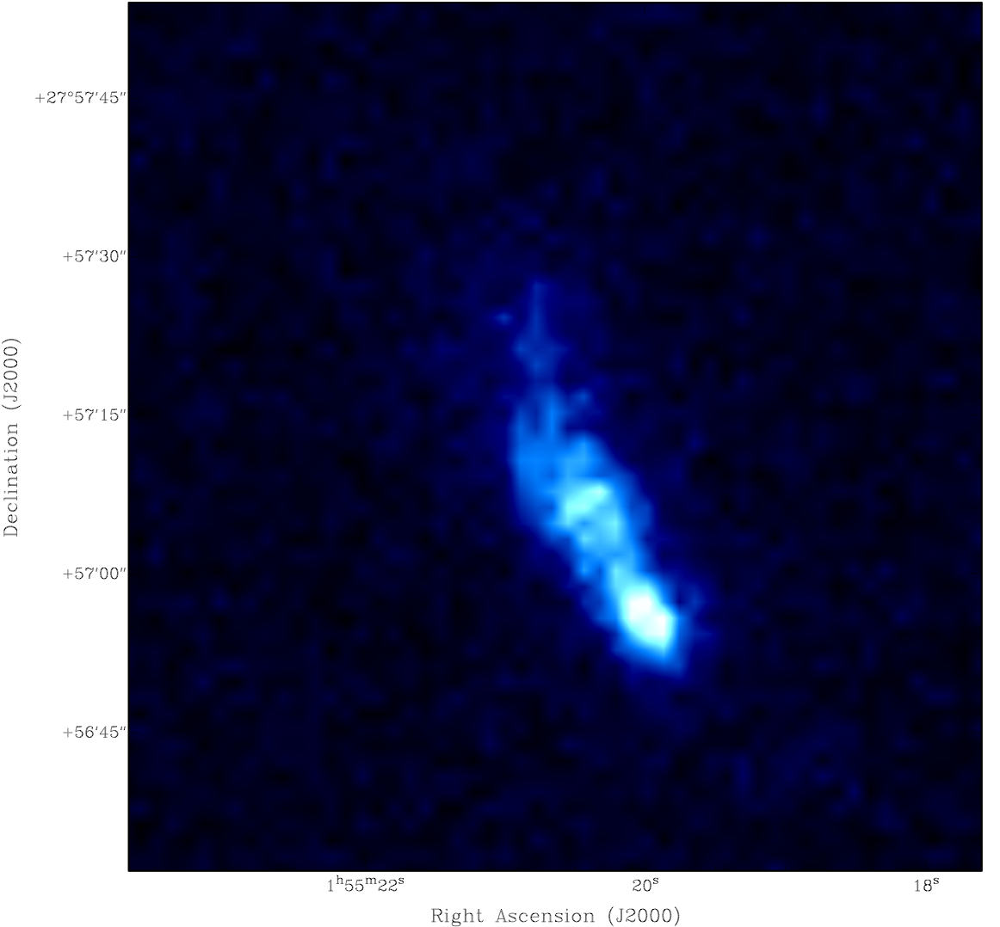 +27°57'45"
+57'30"
+57'15"
+57'00"
+56'45"
Declination (J2000)
1h55m22s 20s 18s
Right Ascension (J2000)